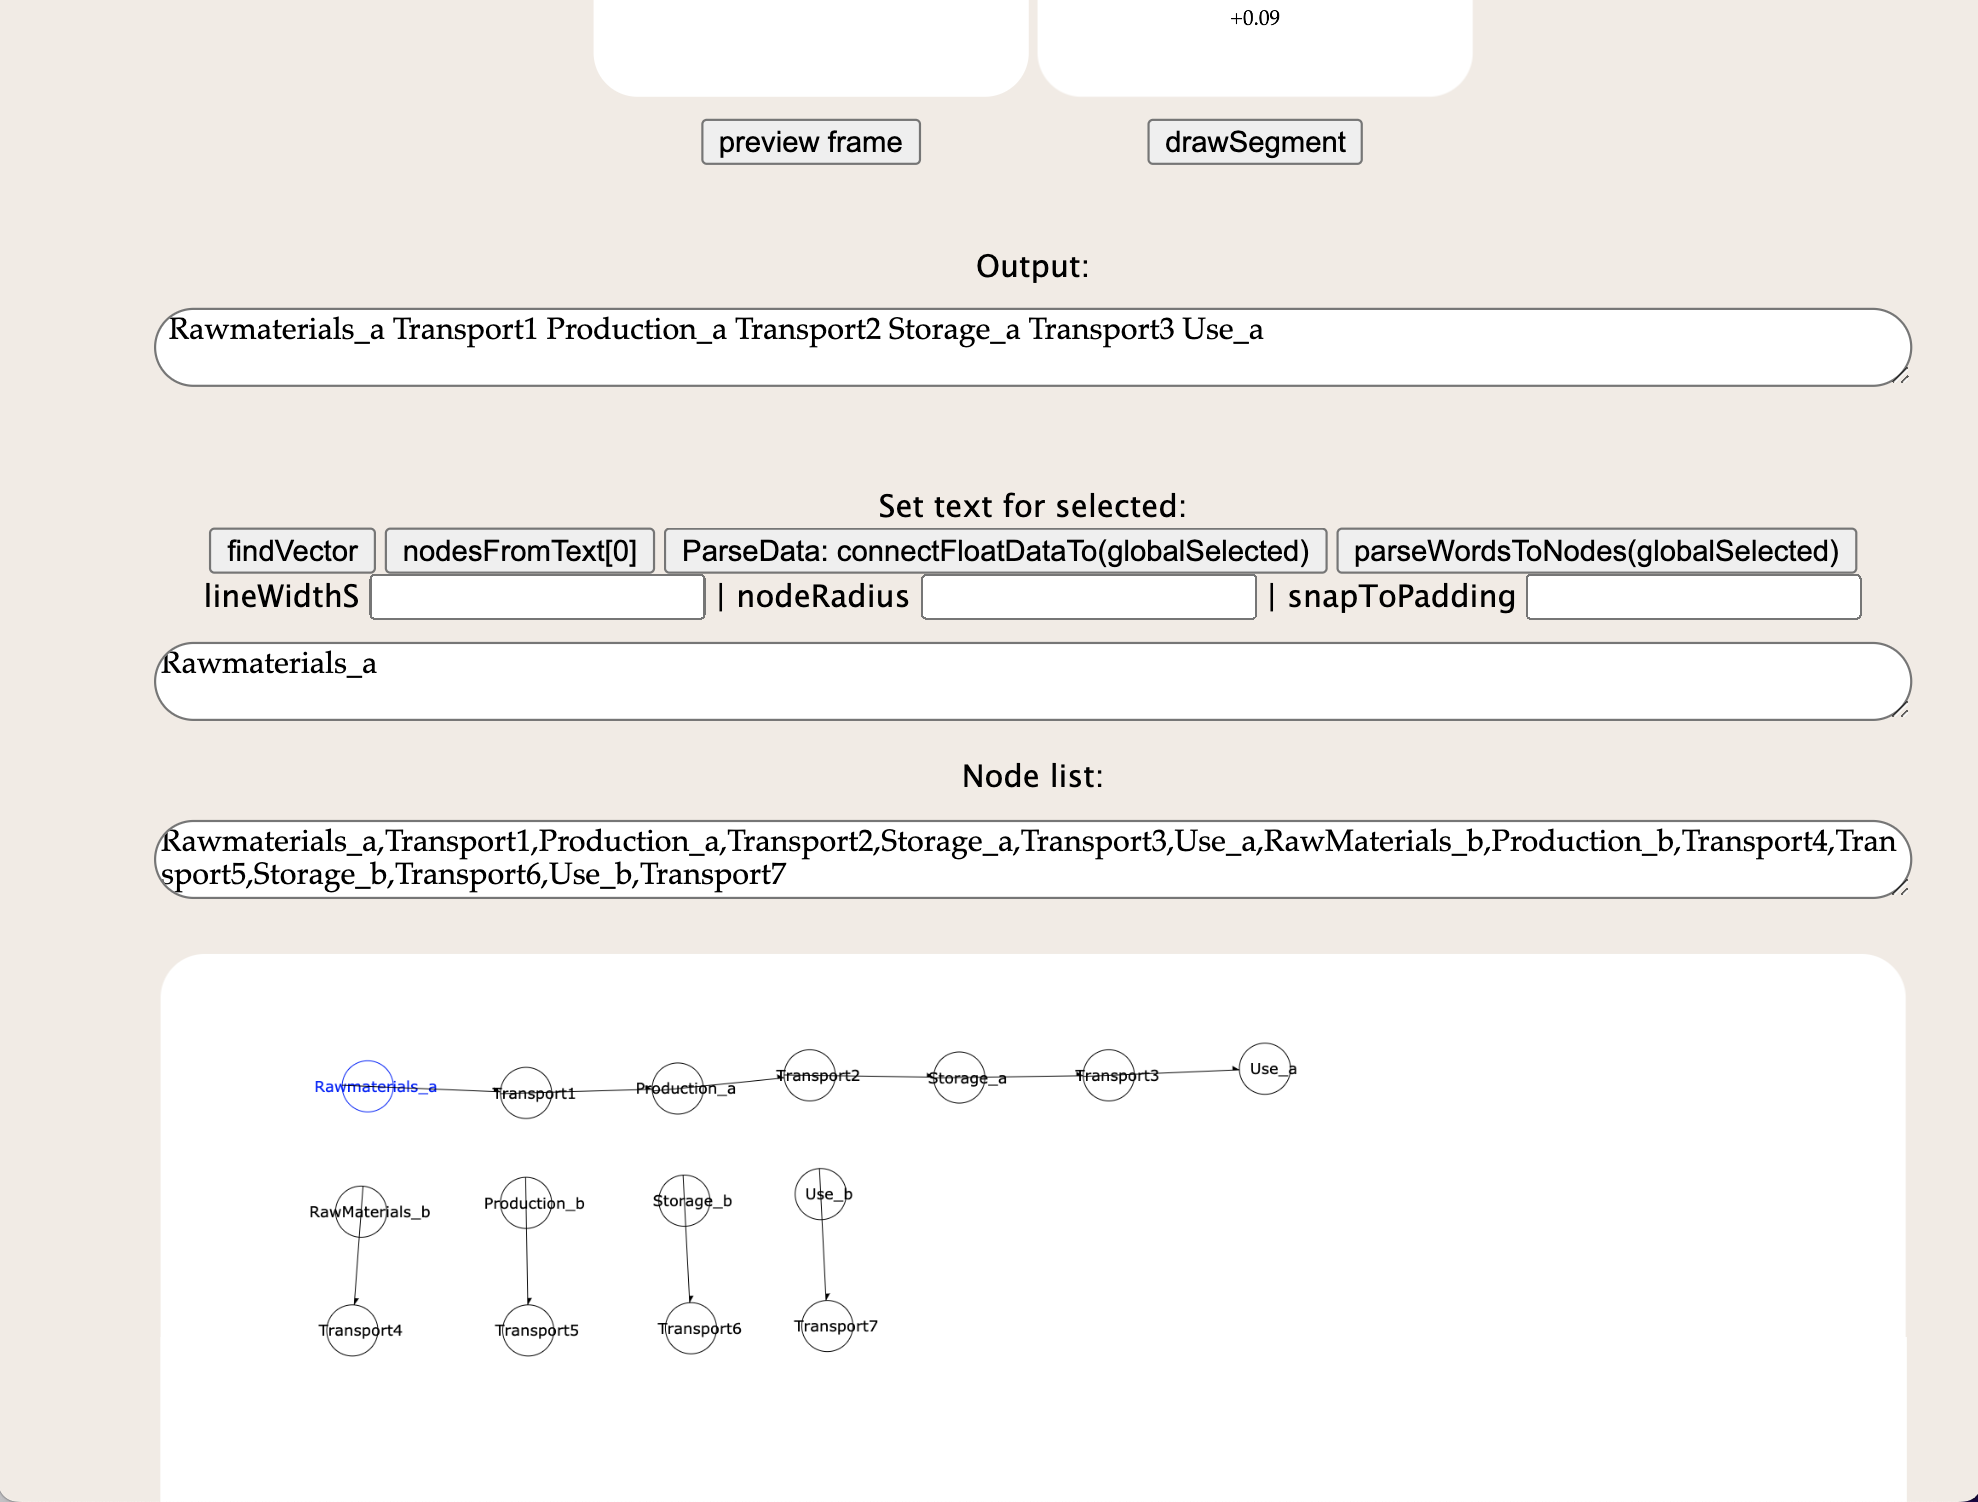 +0.09
preview frame
drawSegment
Output:
Rawmaterials_a Transport1 Production_a Transport2 Storage_a Transport3 Use_a
Set text for selected:
findVector nodesFromText[0] ParseData: connectFloatDataTo(globalSelected) parseWordsToNodes(globalSelected)
lineWidthS | nodeRadius | snapToPadding
Rawmaterials_a
Node list:
Rawmaterials_a,Transport1,Production_a,Transport2,Storage_a,Transport3,Use_a,RawMaterials_b,Production_b,Transport4,Tran
sport5,Storage_b,Transport6,Use_b,Transport7
Rawmaterials_a Transport1 Production_a Transport2 Storage_a Transport3 Use_a
RawMaterials_b Production_b Storage_b Use_b
Transport4 Transport5 Transport6 Transport7